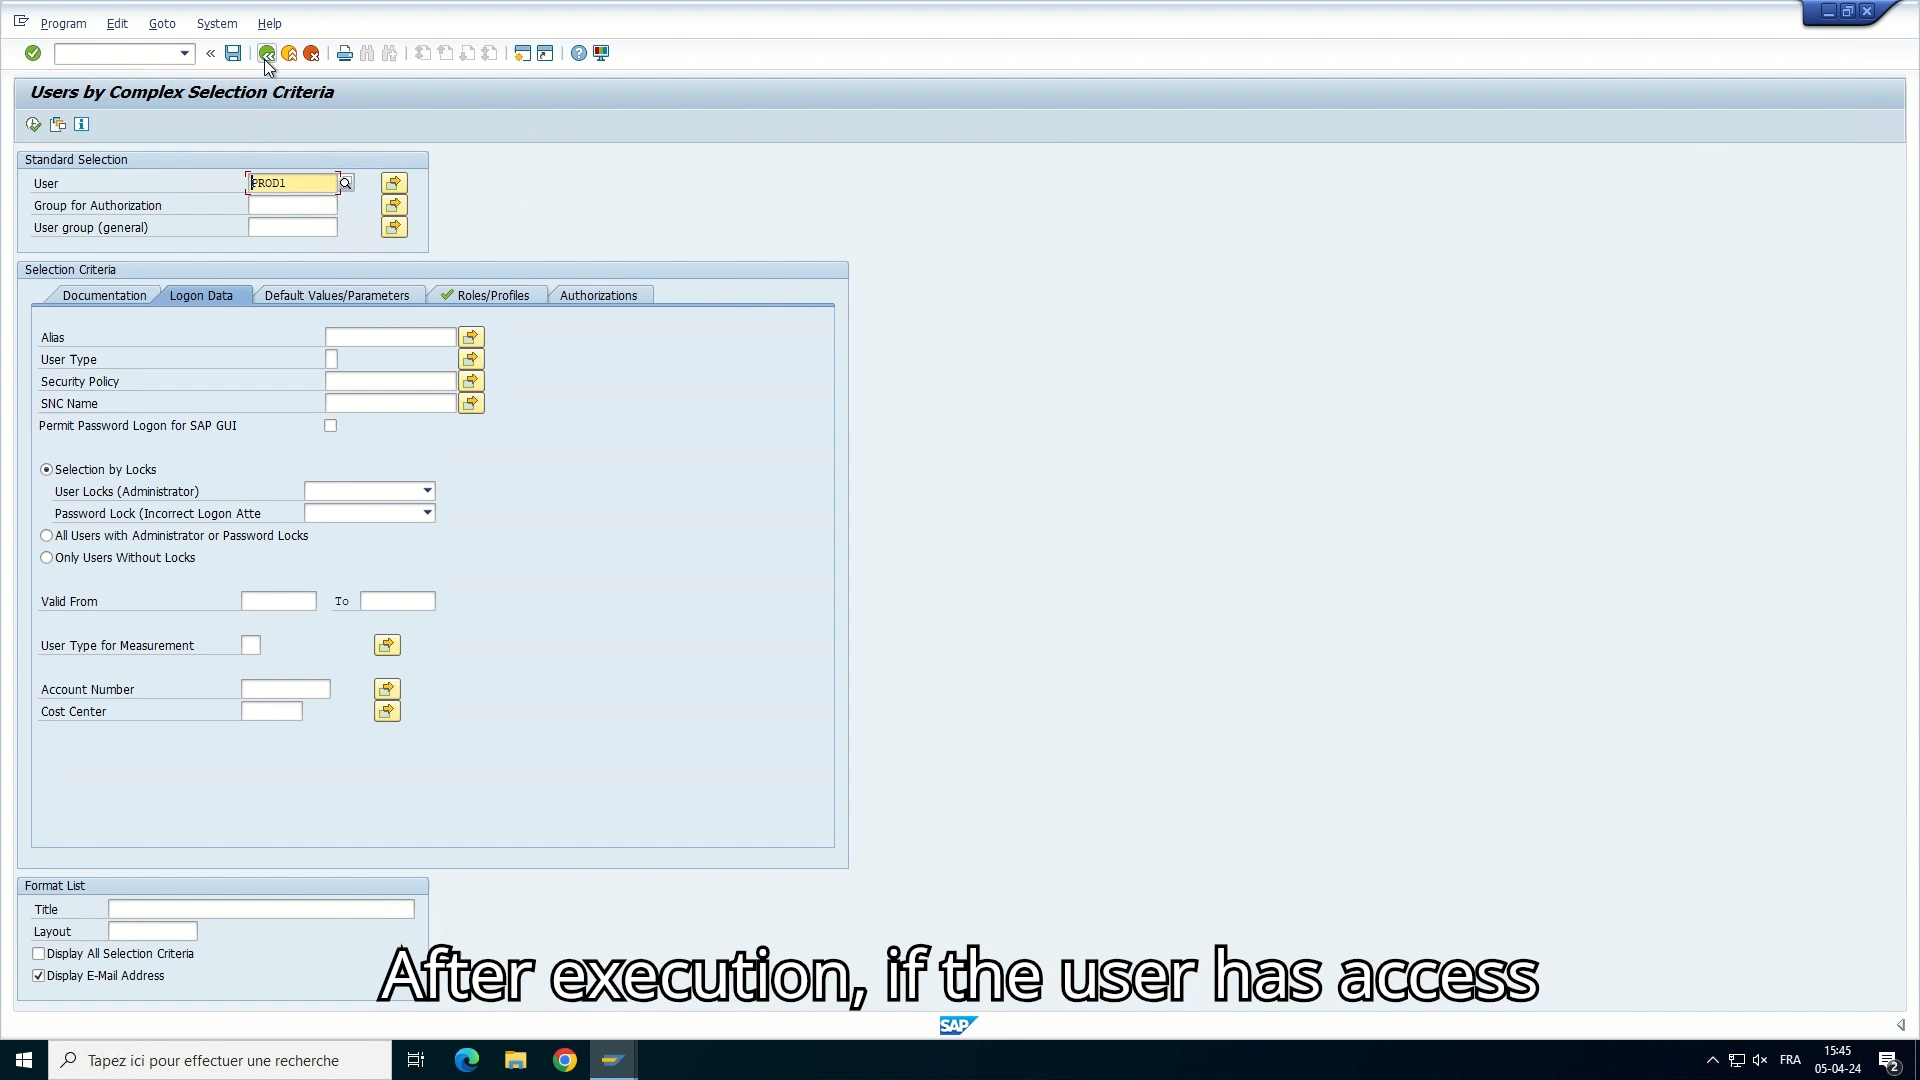 Program Edit Goto System Help
Users by Complex Selection Criteria
Standard Selection
User PROD1
Group for Authorization
User group (general)
Selection Criteria
Documentation Logon Data Default Values/Parameters Roles/Profiles Authorizations
Alias
User Type
Security Policy
SNC Name
Permit Password Logon for SAP GUI
Selection by Locks
User Locks (Administrator)
Password Lock (Incorrect Logon Atte
All Users with Administrator or Password Locks
Only Users Without Locks
Valid From To
User Type for Measurement
Account Number
Cost Center
Format List
Title
Layout
Display All Selection Criteria
Display E-Mail Address
After execution, if the user has access
SAP
Tapez ici pour effectuer une recherche
FRA
15:45
05-04-24
2